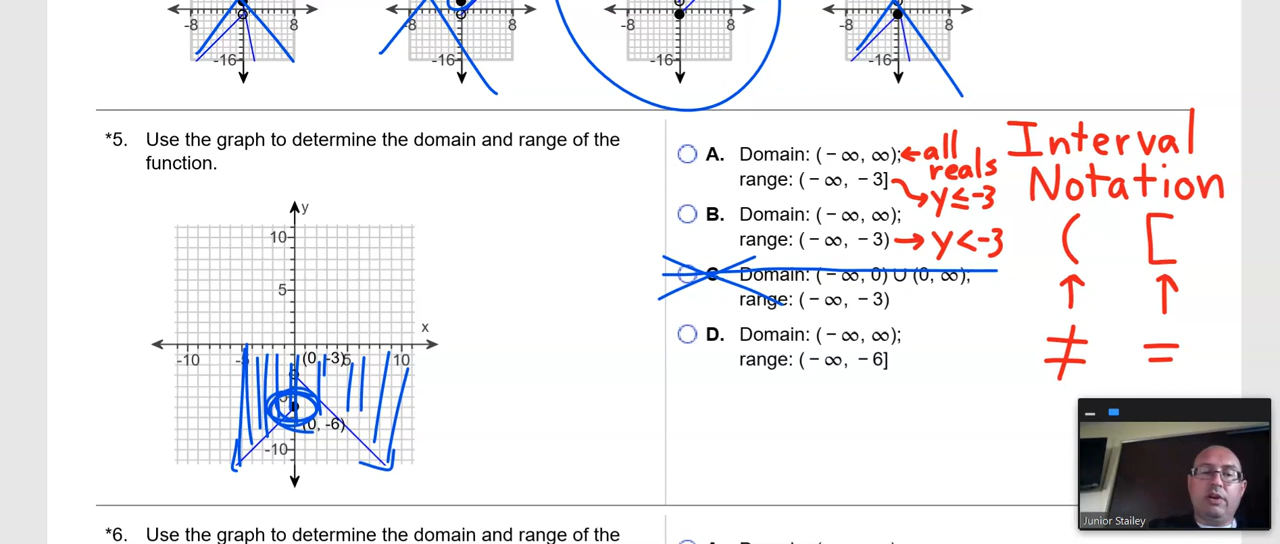 -8 8
-16
-8 8
-16
-8 8
-16
-8 8
-16
*5. Use the graph to determine the domain and range of the
function.
y
10
5
x
-10
10
(0, -3)
(0, -6)
-10
A. Domain: (− ∞, ∞);
range: (− ∞, − 3]
B. Domain: (− ∞, ∞);
range: (− ∞, − 3)
Domain: (− ∞, 0) ∪ (0, ∞);
range: (− ∞, − 3)
D. Domain: (− ∞, ∞);
range: (− ∞, − 6]
←all
reals
→y≤-3
→ y<-3
Interval
Notation
( [
↑ ↑
≠ =
Junior Stailey
*6. Use the graph to determine the domain and range of the